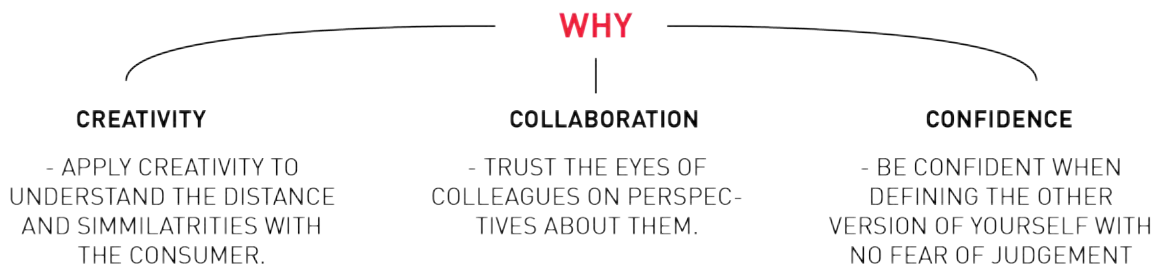 WHY
CREATIVITY
- APPLY CREATIVITY TO
UNDERSTAND THE DISTANCE
AND SIMMILATRITIES WITH
THE CONSUMER.
COLLABORATION
- TRUST THE EYES OF
COLLEAGUES ON PERSPEC-
TIVES ABOUT THEM.
CONFIDENCE
- BE CONFIDENT WHEN
DEFINING THE OTHER
VERSION OF YOURSELF WITH
NO FEAR OF JUDGEMENT